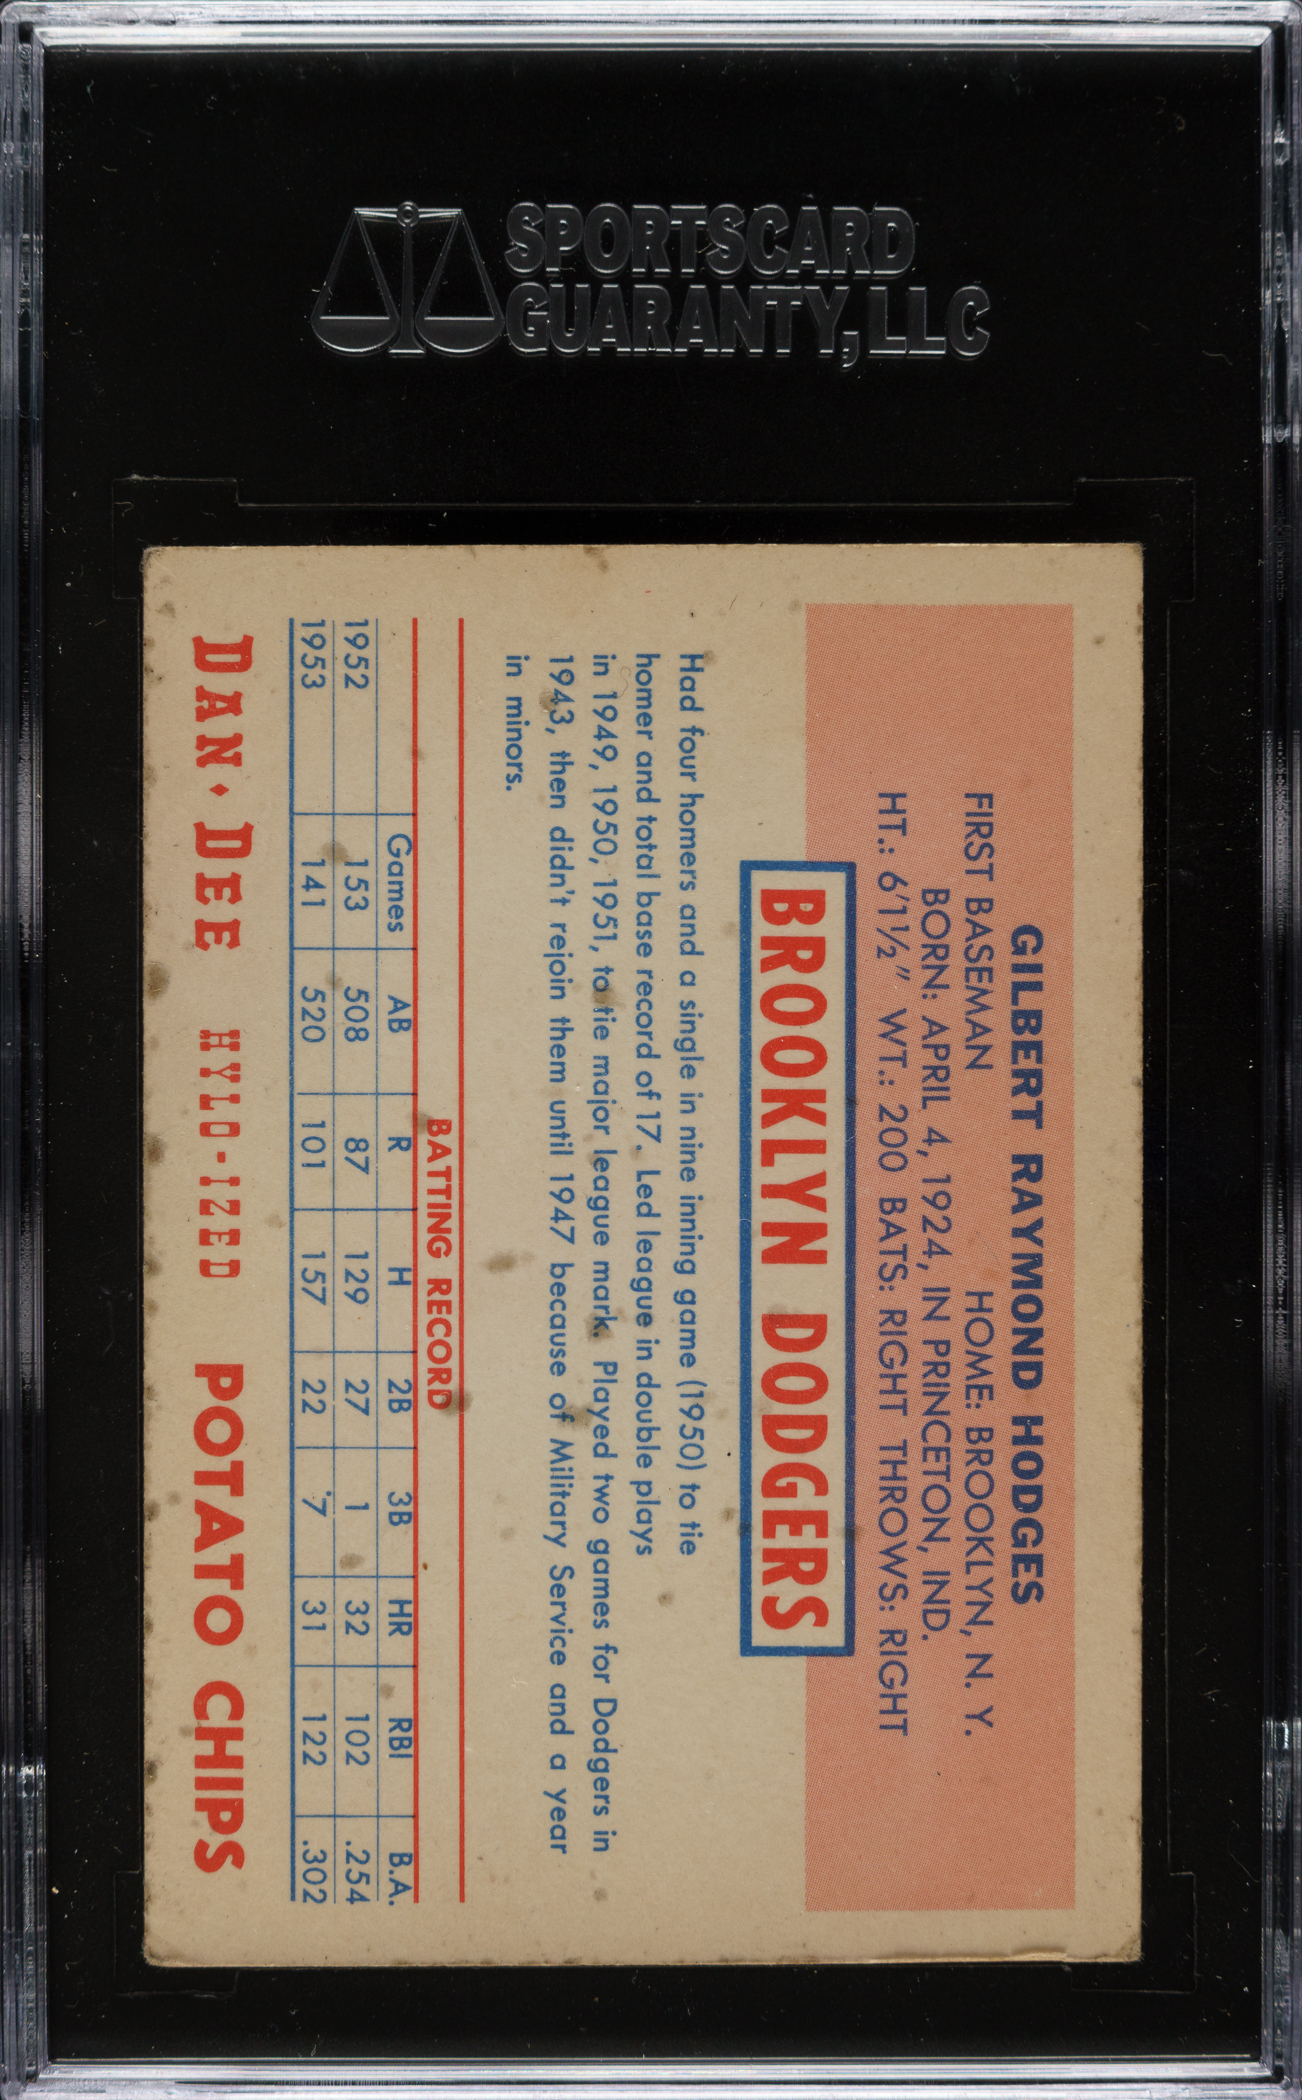 SPORTSCARD
GUARANTY, LLC
GILBERT RAYMOND HODGES
FIRST BASEMAN HOME: BROOKLYN, N. Y.
BORN: APRIL 4, 1924, IN PRINCETON, IND.
HT.: 6'1½" WT.: 200 BATS: RIGHT THROWS: RIGHT
BROOKLYN DODGERS
Had four homers and a single in nine inning game (1950) to tie
homer and total base record of 17. Led league in double plays
in 1949, 1950, 1951, to tie major league mark. Played two games for Dodgers in
1943, then didn't rejoin them until 1947 because of Military Service and a year
in minors.
BATTING RECORD
Games AB R H 2B 3B HR RBI B.A.
1952 153 508 87 129 27 1 32 102 .254
1953 141 520 101 157 22 7 31 122 .302
DAN·DEE HYLO-IZED POTATO CHIPS